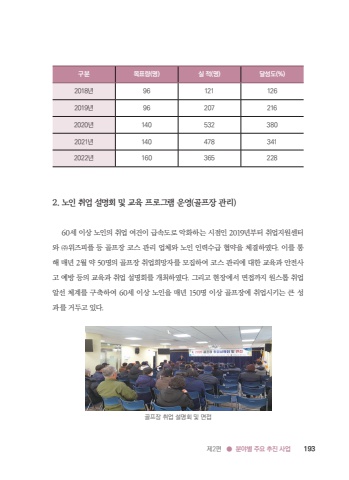 구분 목표량(명) 실 적(명) 달성도(%)
2018년 96 121 126
2019년 96 207 216
2020년 140 532 380
2021년 140 478 341
2022년 160 365 228
2. 노인 취업 설명회 및 교육 프로그램 운영(골프장 관리)
60세 이상 노인의 취업 여건이 급속도로 악화하는 시점인 2019년부터 취업지원센터
와 ㈜위즈피플 등 골프장 코스 관리 업체와 노인 인력수급 협약을 체결하였다. 이를 통
해 매년 2월 약 50명의 골프장 취업희망자를 모집하여 코스 관리에 대한 교육과 안전사
고 예방 등의 교육과 취업 설명회를 개최하였다. 그리고 현장에서 면접까지 원스톱 취업
알선 체계를 구축하여 60세 이상 노인을 매년 150명 이상 골프장에 취업시키는 큰 성
과를 거두고 있다.
골프장 취업 설명회 및 면접
제2편 ● 분야별 주요 추진 사업 193